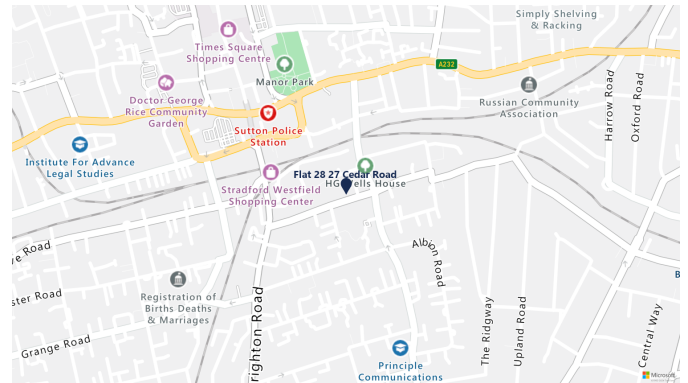 Simply Shelving
& Racking
Times Square
Shopping Centre
A232
Manor Park
Doctor George
Rice Community
Garden
Russian Community
Association
Harrow Road
Oxford Road
Sutton Police
Station
Institute For Advance
Legal Studies
Flat 28 27 Cedar Road
HG Wells House
Stradford Westfield
Shopping Center
ve Road
Albion Road
ster Road
Registration of
Births Deaths
& Marriages
B
righton Road
The Ridgway
Upland Road
Central Way
Grange Road
Principle
Communications
Microsoft